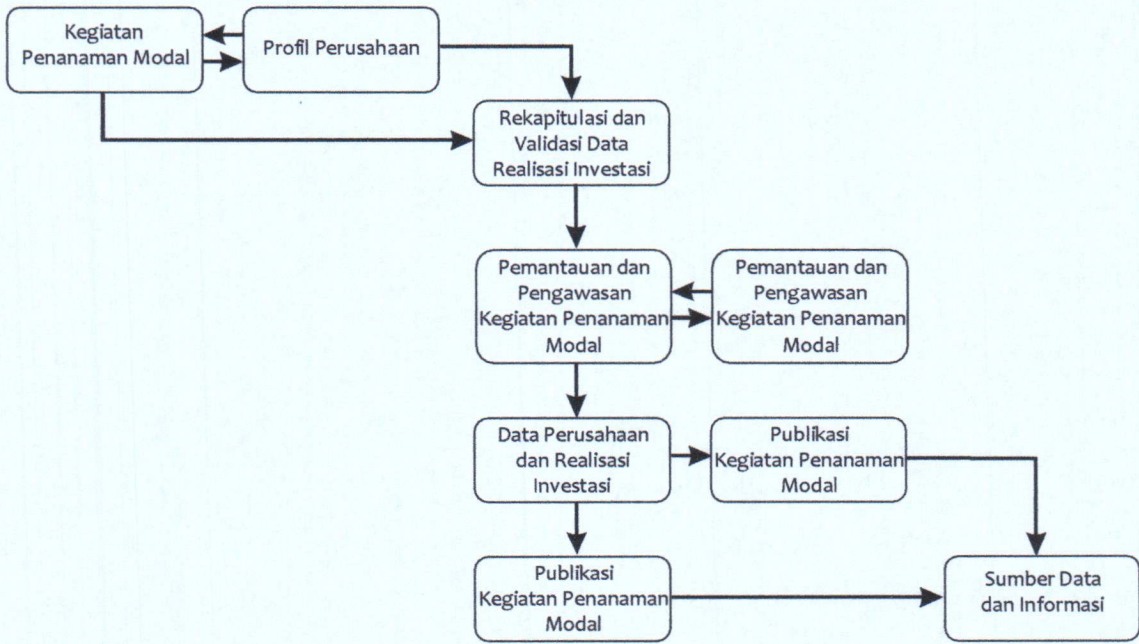 Kegiatan
Penanaman Modal
Profil Perusahaan
Rekapitulasi dan
Validasi Data
Realisasi Investasi
Pemantauan dan
Pengawasan
Kegiatan Penanaman
Modal
Pemantauan dan
Pengawasan
Kegiatan Penanaman
Modal
Data Perusahaan
dan Realisasi
Investasi
Publikasi
Kegiatan Penanaman
Modal
Publikasi
Kegiatan Penanaman
Modal
Sumber Data
dan Informasi